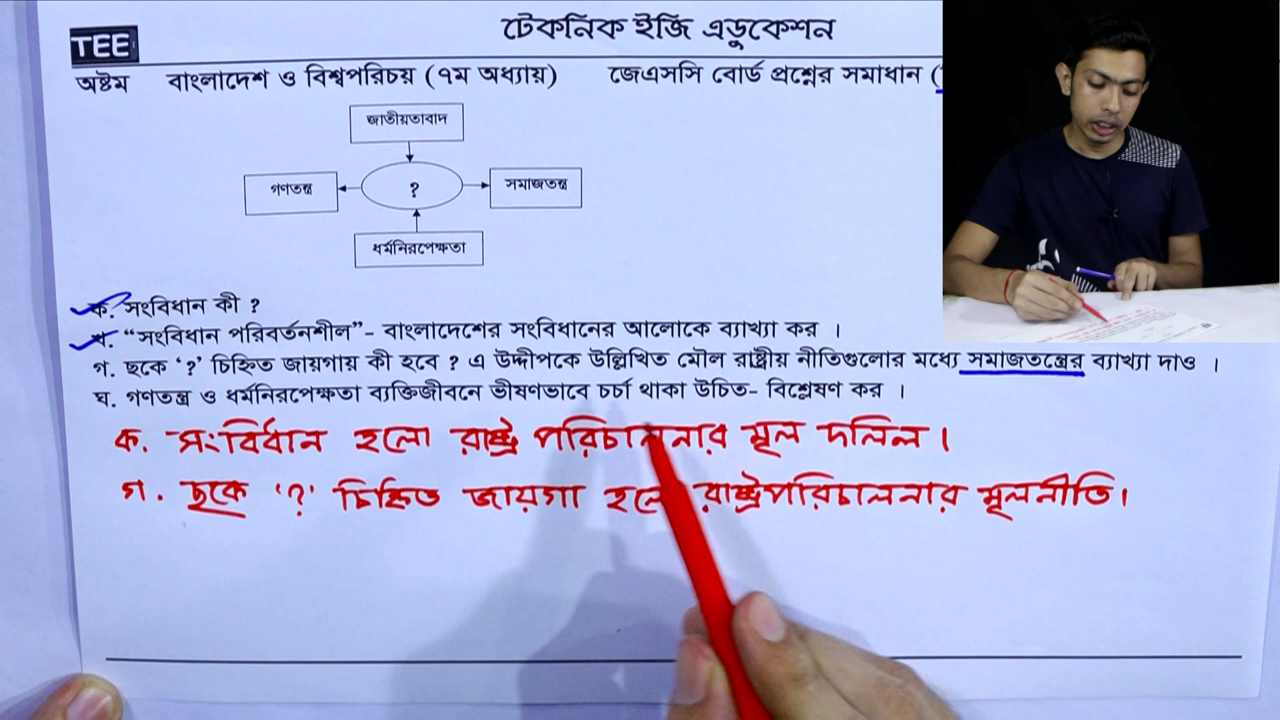 টেকনিক ইজি এডুকেশন
TEE
অষ্টম বাংলাদেশ ও বিশ্বপরিচয় (৭ম অধ্যায়) জেএসসি বোর্ড প্রশ্নের সমাধান (
জাতীয়তাবাদ
গণতন্ত্র ? সমাজতন্ত্র
ধর্মনিরপেক্ষতা
ক. সংবিধান কী ?
খ. “সংবিধান পরিবর্তনশীল”- বাংলাদেশের সংবিধানের আলোকে ব্যাখ্যা কর ।
গ. ছকে ‘?’ চিহ্নিত জায়গায় কী হবে ? এ উদ্দীপকে উল্লিখিত মৌল রাষ্ট্রীয় নীতিগুলোর মধ্যে সমাজতন্ত্রের ব্যাখ্যা দাও ।
ঘ. গণতন্ত্র ও ধর্মনিরপেক্ষতা ব্যক্তিজীবনে ভীষণভাবে চর্চা থাকা উচিত- বিশ্লেষণ কর ।
ক. সংবিধান হলো রাষ্ট্র পরিচালনার মূল দলিল।
গ. ছকে ‘?’ চিহ্নিত জায়গা হলো রাষ্ট্রপরিচালনার মূলনীতি।